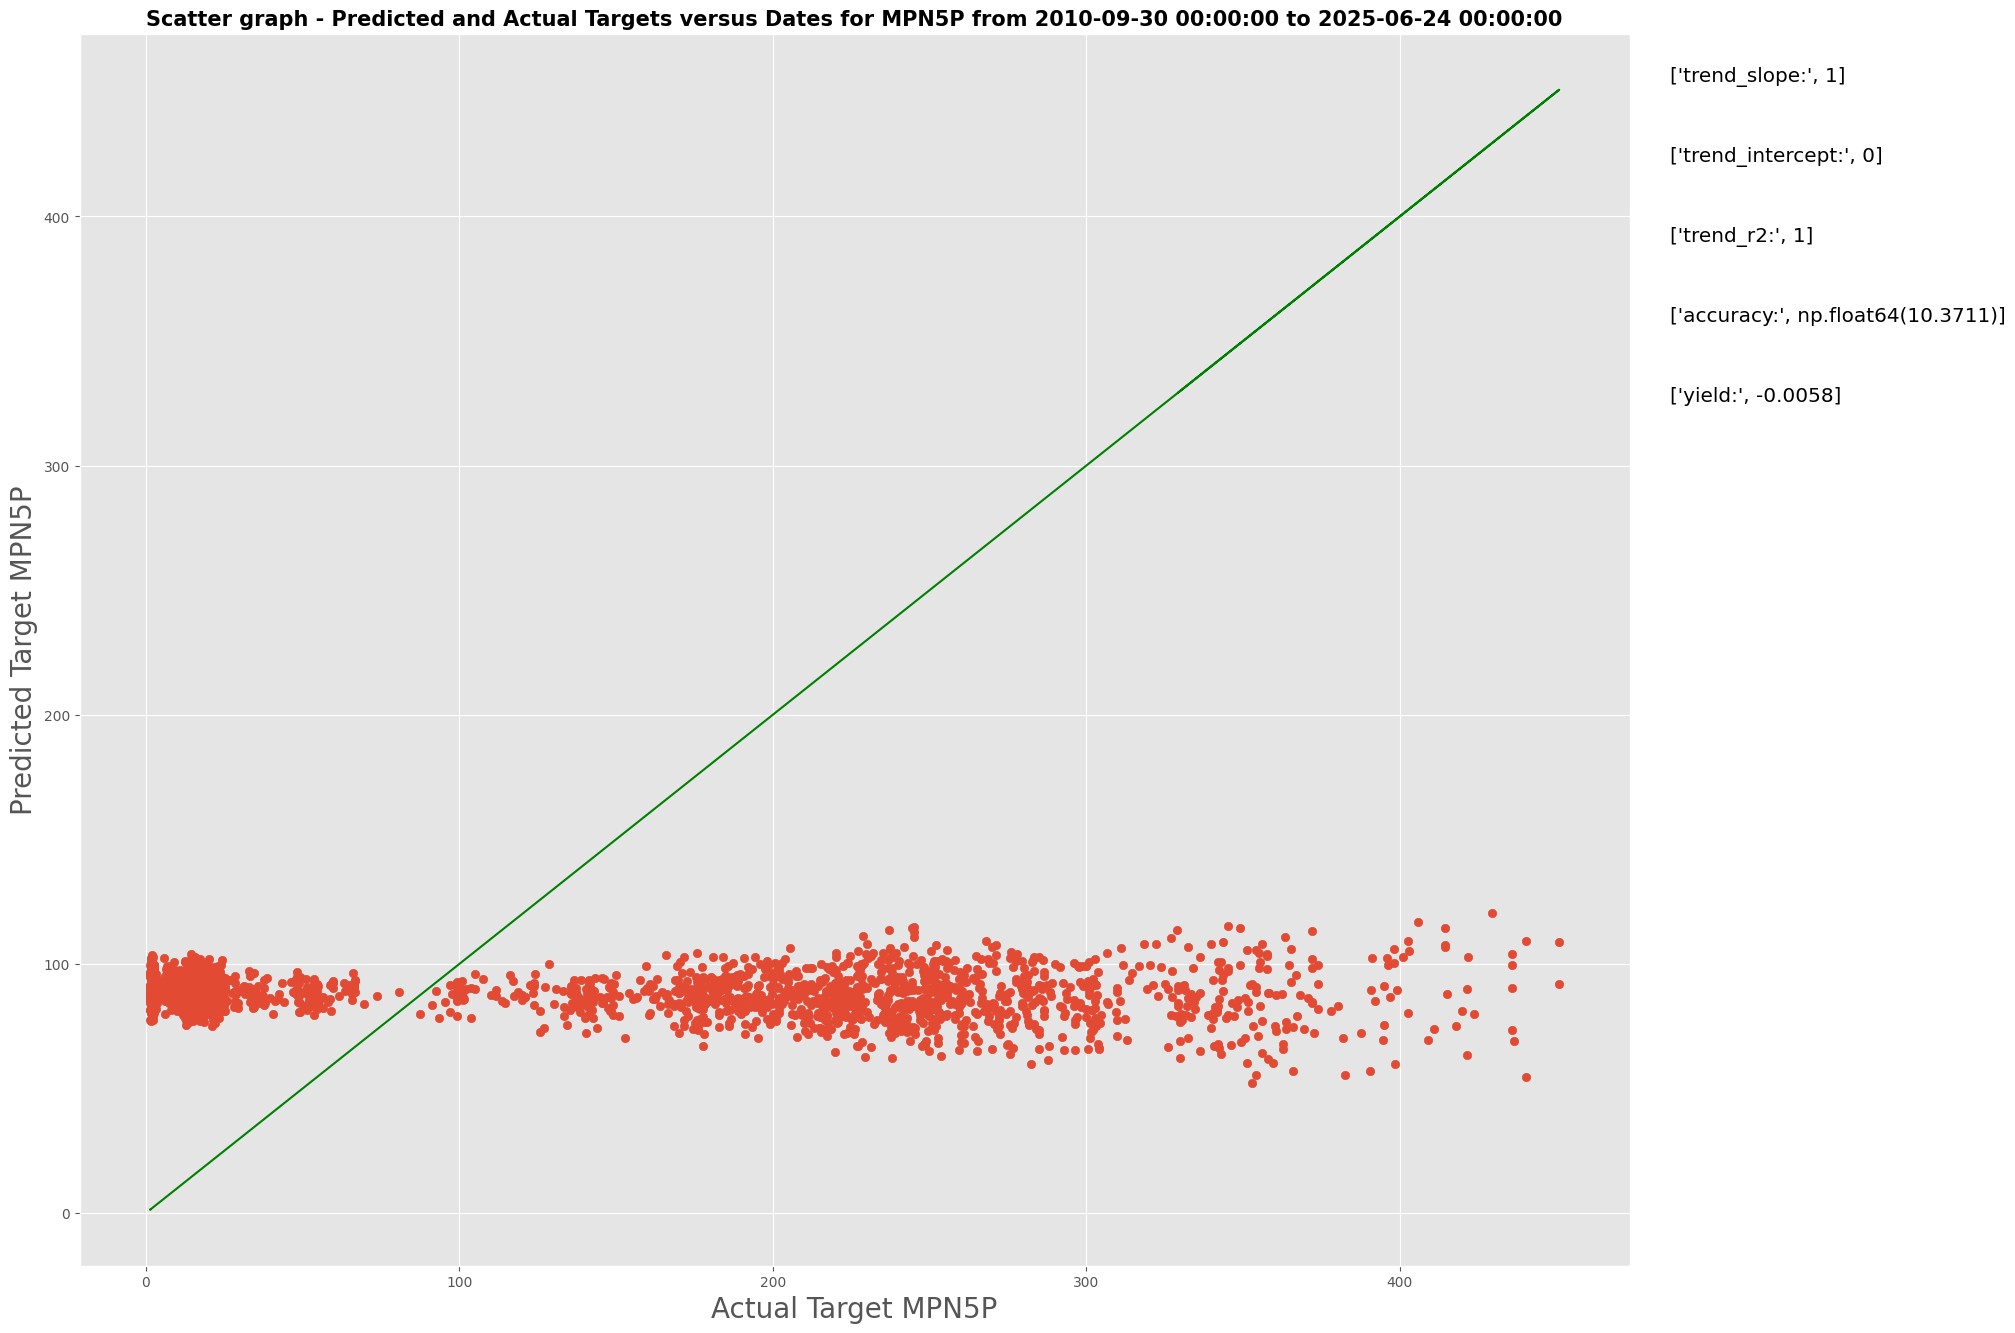 Scatter graph - Predicted and Actual Targets versus Dates for MPN5P from 2010-09-30 00:00:00 to 2025-06-24 00:00:00
['trend_slope:', 1]
['trend_intercept:', 0]
['trend_r2:', 1]
['accuracy:', np.float64(10.3711)]
['yield:', -0.0058]
Predicted Target MPN5P
400
300
200
100
0
0 100 200 300 400
Actual Target MPN5P